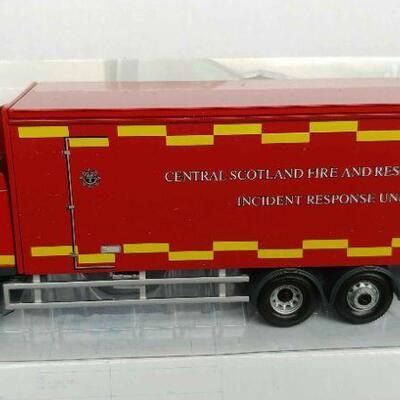 CENTRAL SCOTLAND FIRE AND RES
INCIDENT RESPONSE UN